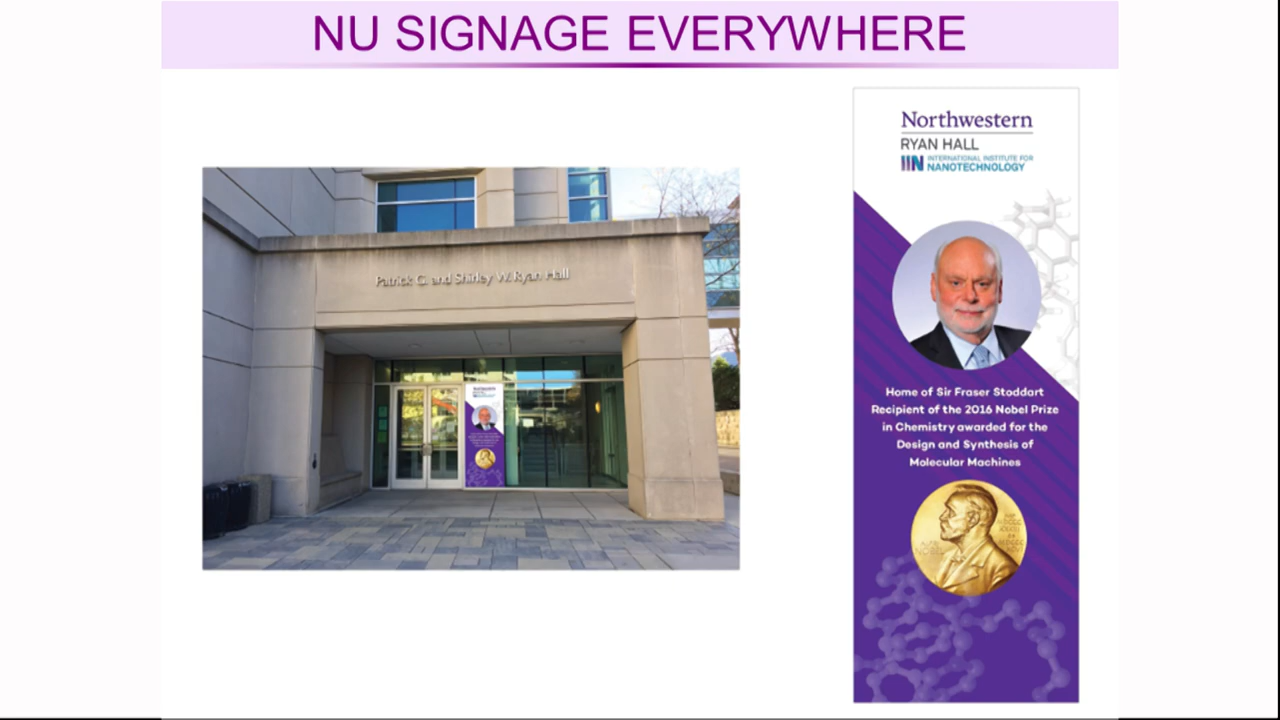 NU SIGNAGE EVERYWHERE
Patrick G. and Shirley W. Ryan Hall
Northwestern
RYAN HALL
IIN INTERNATIONAL INSTITUTE FOR
NANOTECHNOLOGY
Home of Sir Fraser Stoddart
Recipient of the 2016 Nobel Prize
in Chemistry awarded for the
Design and Synthesis of
Molecular Machines